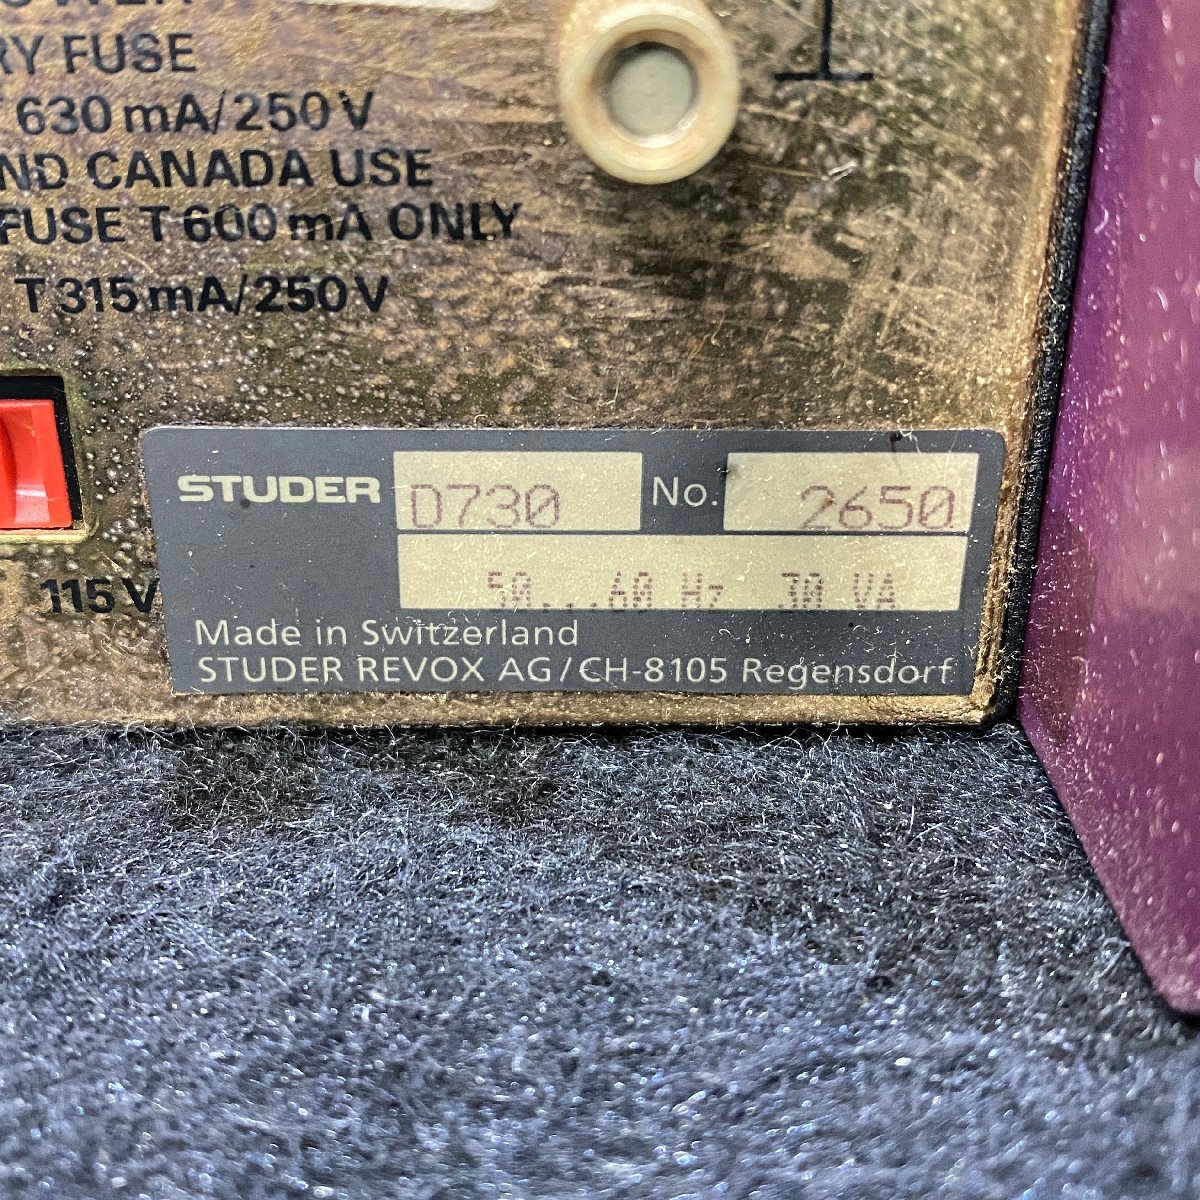 RY FUSE
630 mA/250 V
ND CANADA USE
FUSE T 600 mA ONLY
T 315 mA/250 V
STUDER D730 No. 2650
115 V
50...60 Hz 30 VA
Made in Switzerland
STUDER REVOX AG / CH-8105 Regensdorf